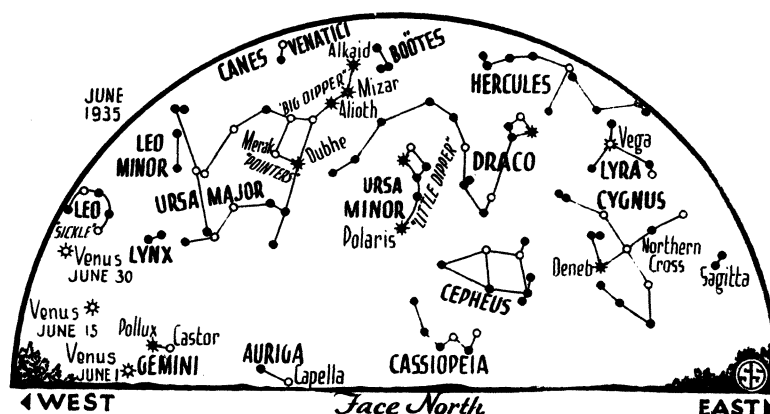 CANES VENATICI
Alkaid
BOÖTES
HERCULES
JUNE
1935
"BIG DIPPER"
Mizar
Alioth
LEO
MINOR
Merak
Dubhe
"POINTERS"
DRACO
Vega
LYRA
URSA MAJOR
URSA
MINOR
"LITTLE DIPPER"
CYGNUS
LEO
"SICKLE"
Polaris
Venus
JUNE 30
LYNX
Northern
Cross
Deneb
Sagitta
CEPHEUS
Venus
JUNE 15
Pollux
Castor
Venus
JUNE 1
GEMINI
AURIGA
Capella
CASSIOPEIA
WEST
Face North
EAST